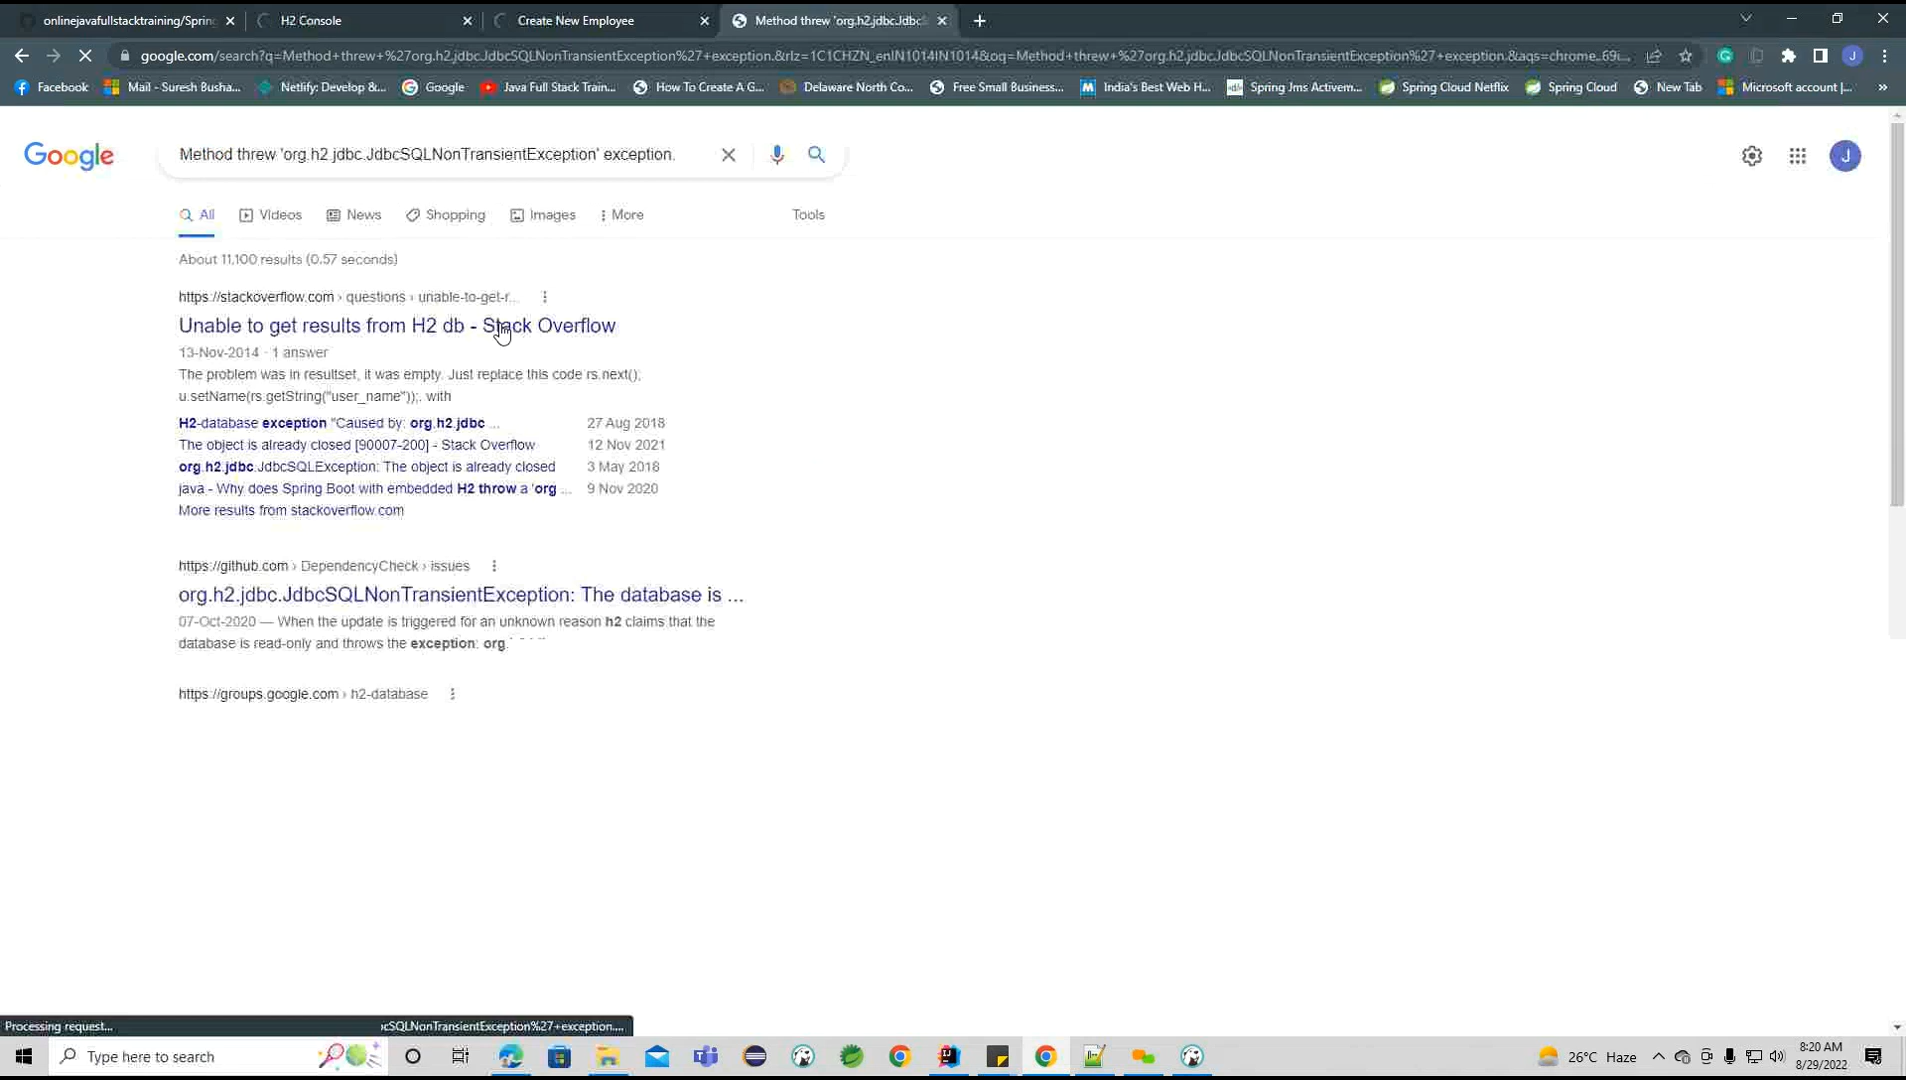 onlinejavafullstacktraining/Spring
H2 Console
Create New Employee
Method threw 'org.h2.jdbc.Jdbc
google.com/search?q=Method+threw+%27org.h2.jdbc.JdbcSQLNonTransientException%27+exception.&rlz=1C1CHZN_enIN1014IN1014&oq=Method+threw+%27org.h2.jdbc.JdbcSQLNonTransientException%27+exception.&aqs=chrome..69i...
J
Facebook
Mail - Suresh Busha...
Netlify: Develop &...
Google
Java Full Stack Train...
How To Create A G...
Delaware North Co...
Free Small Business...
India's Best Web H...
Spring Jms Activem...
Spring Cloud Netflix
Spring Cloud
New Tab
Microsoft account |...
»
Google
Method threw 'org.h2.jdbc.JdbcSQLNonTransientException' exception.
J
All
Videos
News
Shopping
Images
More
Tools
About 11,100 results (0.57 seconds)
https://stackoverflow.com › questions › unable-to-get-r...
Unable to get results from H2 db - Stack Overflow
13-Nov-2014 · 1 answer
The problem was in resultset, it was empty. Just replace this code rs.next();
u.setName(rs.getString("user_name"));. with
H2-database exception "Caused by: org.h2.jdbc ... 27 Aug 2018
The object is already closed [90007-200] - Stack Overflow 12 Nov 2021
org.h2.jdbc.JdbcSQLException: The object is already closed 3 May 2018
java - Why does Spring Boot with embedded H2 throw a 'org ... 9 Nov 2020
More results from stackoverflow.com
https://github.com › DependencyCheck › issues
org.h2.jdbc.JdbcSQLNonTransientException: The database is ...
07-Oct-2020 — When the update is triggered for an unknown reason h2 claims that the
database is read-only and throws the exception: org.
https://groups.google.com › h2-database
Processing request...
cSQLNonTransientException%27+exception....
Type here to search
26°C Haze
8:20 AM
8/29/2022